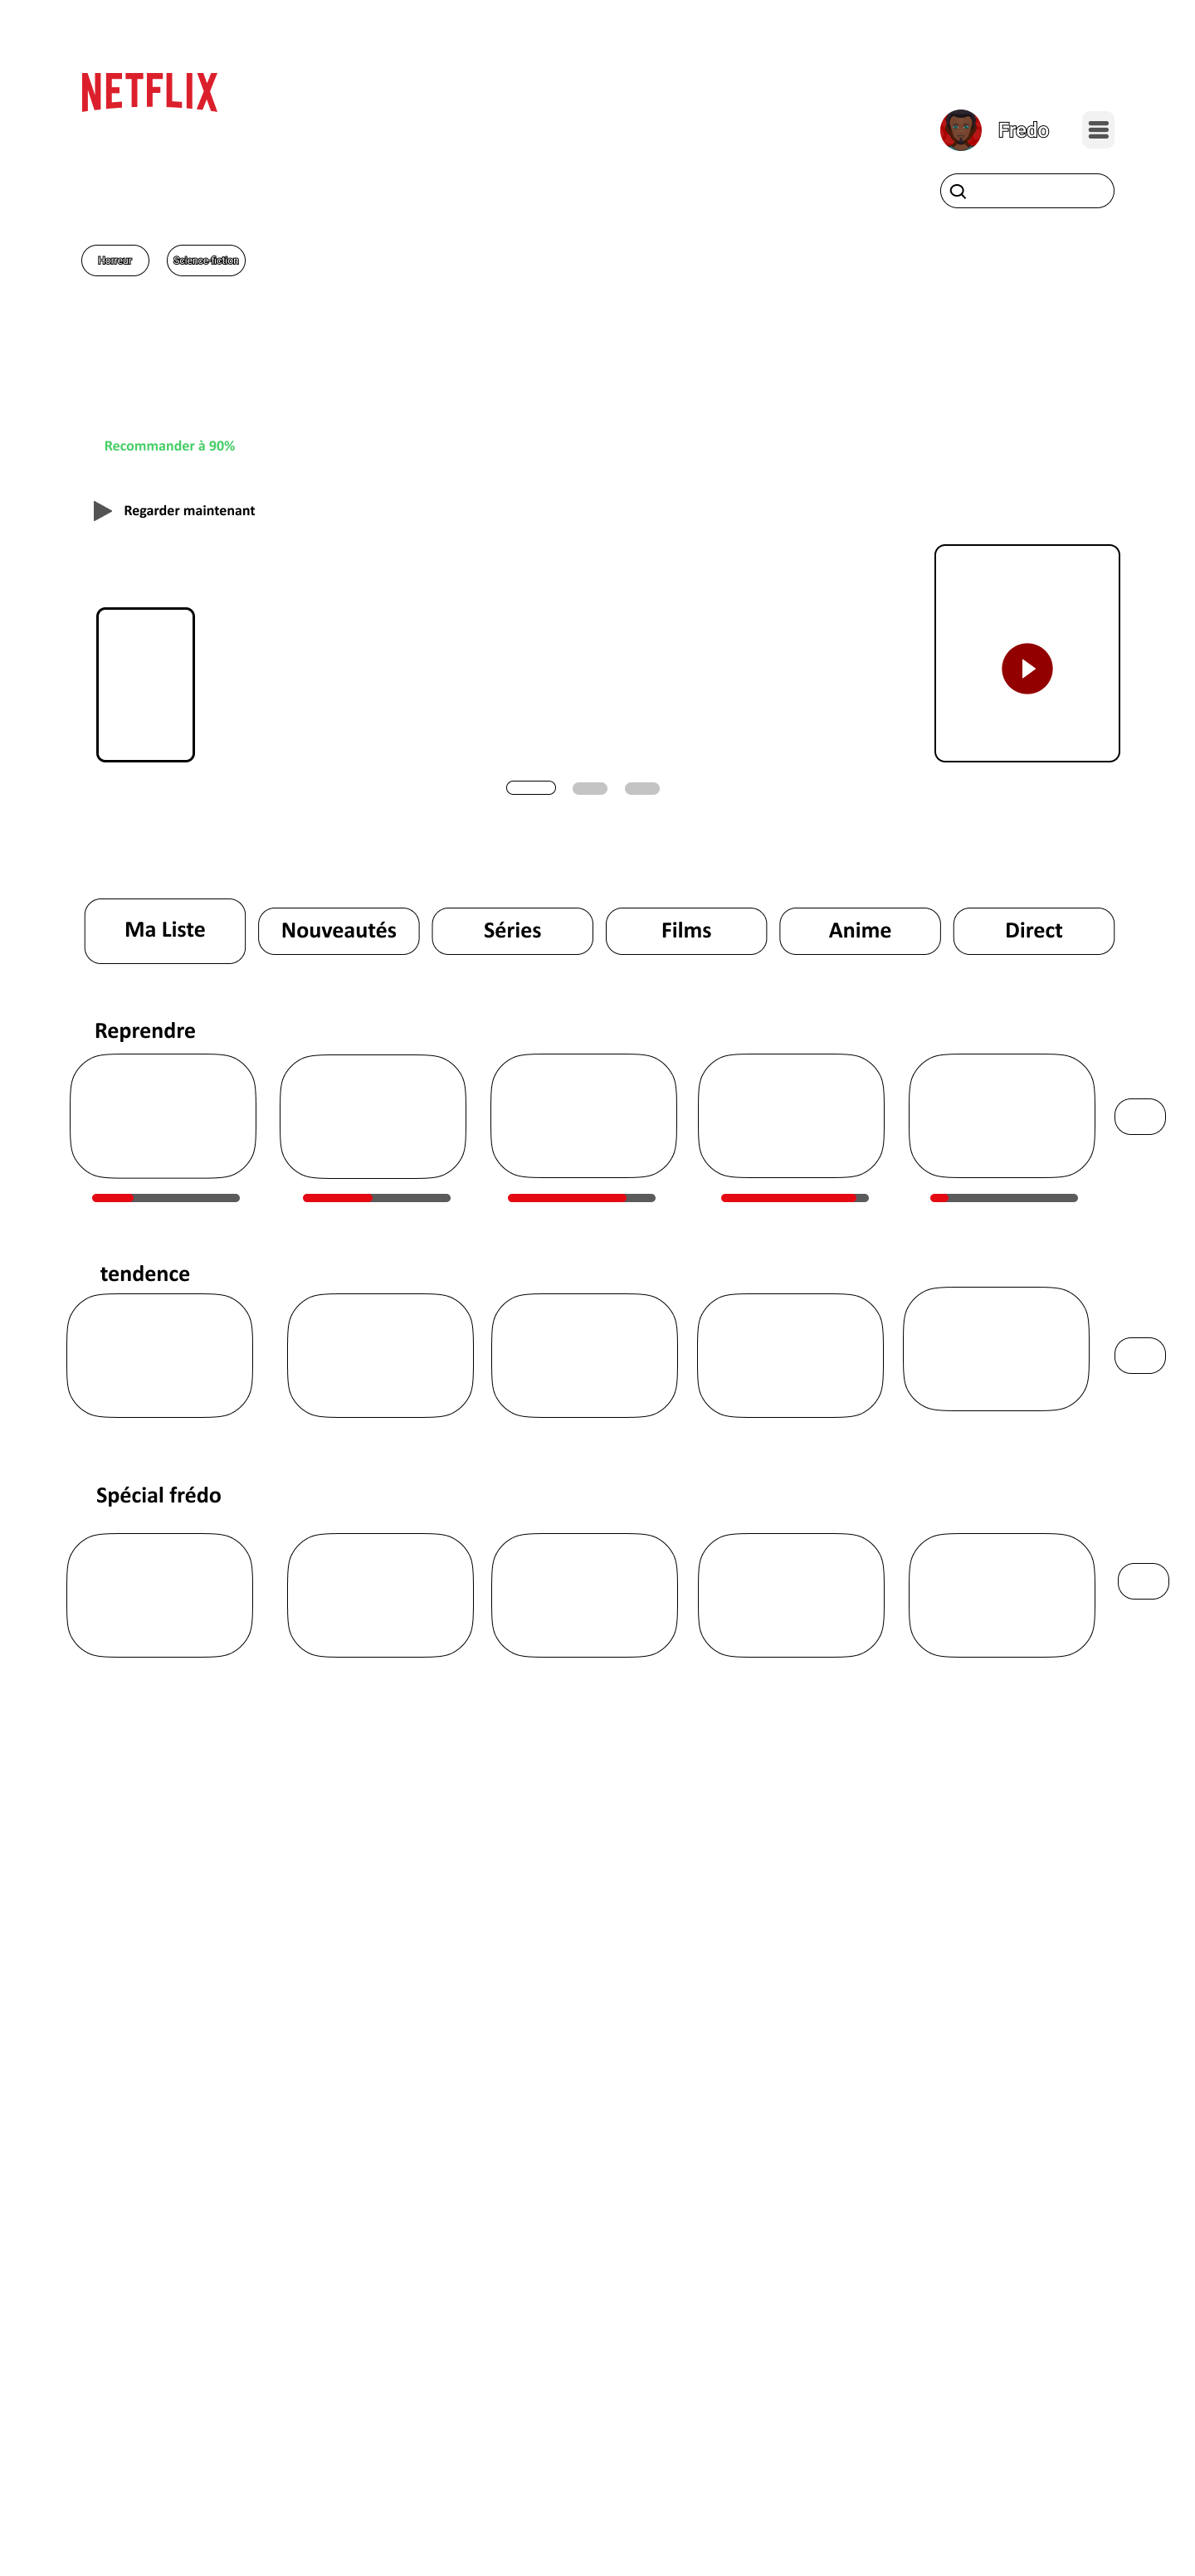 NETFLIX
Fredo
Horreur
Science-fiction
Recommander à 90%
Regarder maintenant
Ma Liste
Nouveautés
Séries
Films
Anime
Direct
Reprendre
tendence
Spécial frédo